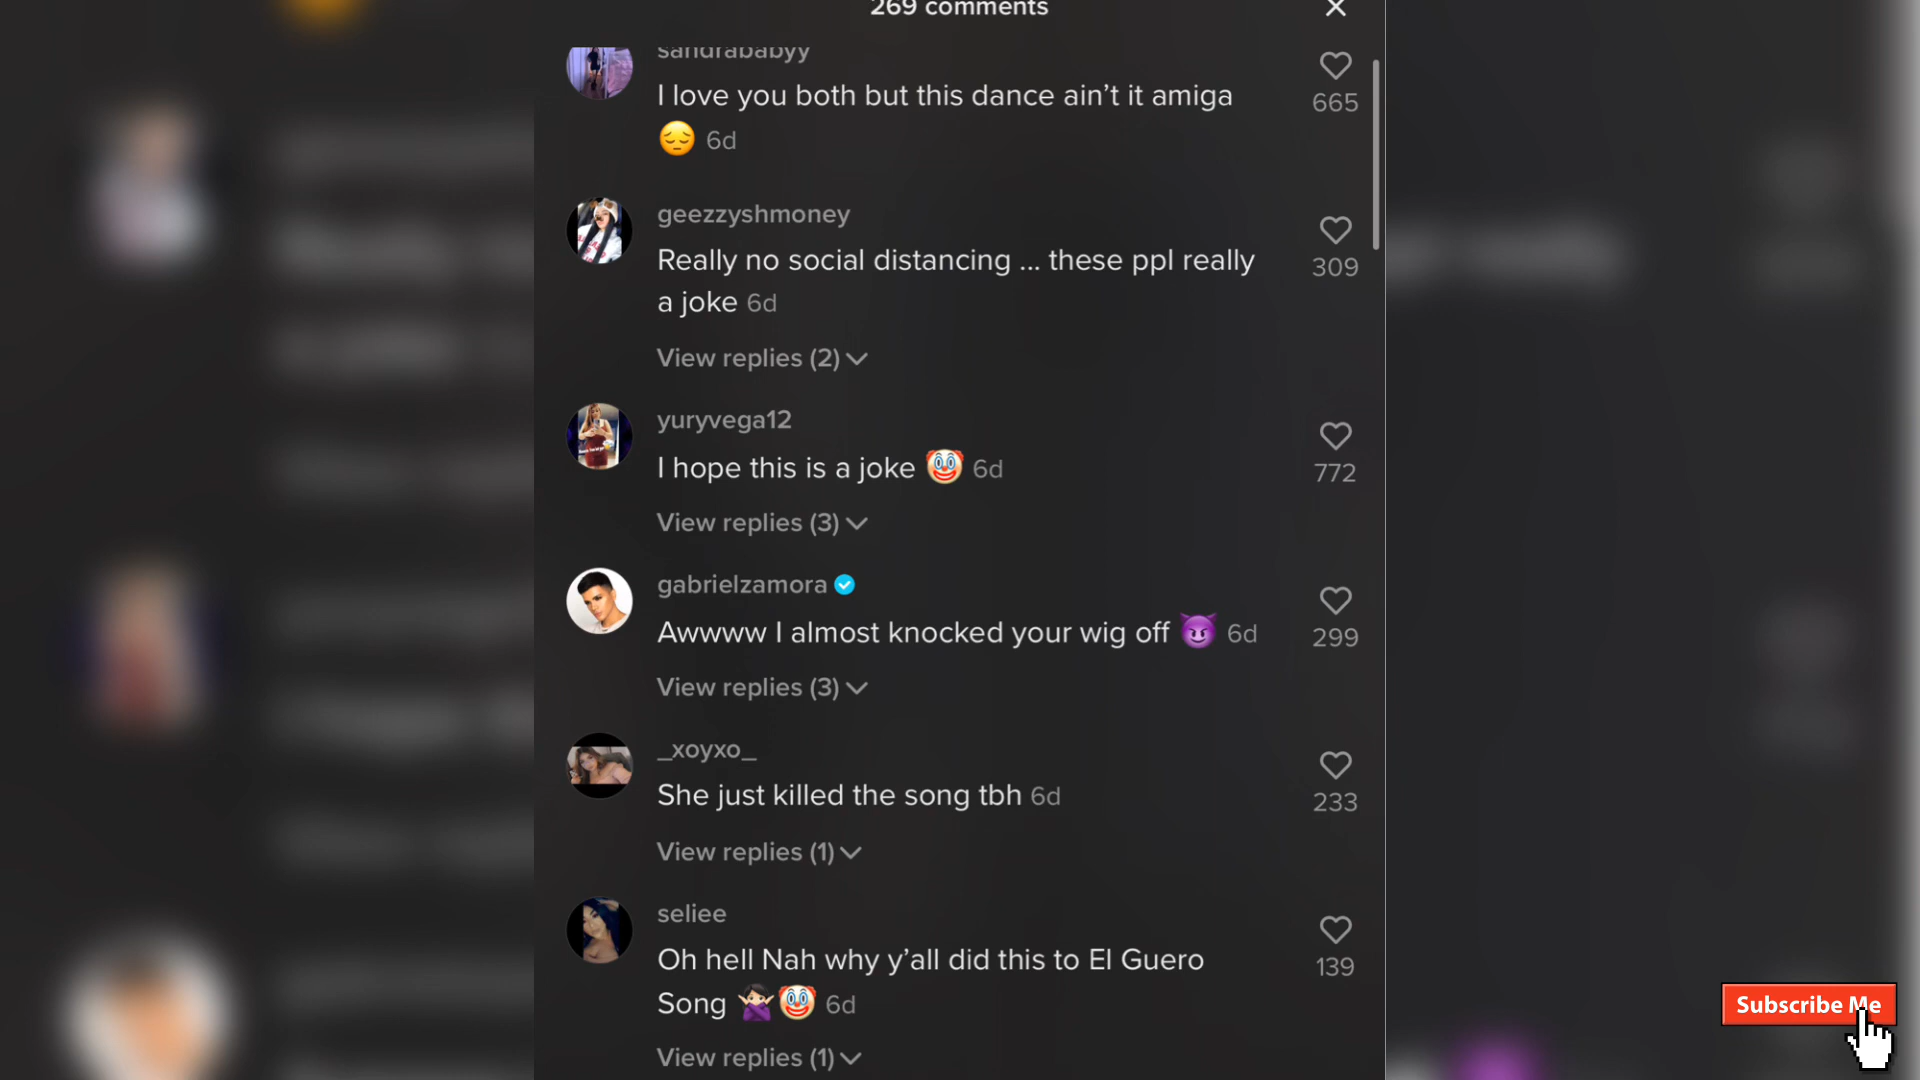 269 comments
sandrababyy
I love you both but this dance ain't it amiga
😔 6d
665
geezzyshmoney
Really no social distancing ... these ppl really
a joke 6d
309
View replies (2)
yuryvega12
I hope this is a joke 🤡 6d
772
View replies (3)
gabrielzamora
Awwww I almost knocked your wig off 😈 6d
299
View replies (3)
_xoyxo_
She just killed the song tbh 6d
233
View replies (1)
seliee
Oh hell Nah why y'all did this to El Guero
Song 🙅🏻‍♀️🤡 6d
139
View replies (1)
Subscribe Me